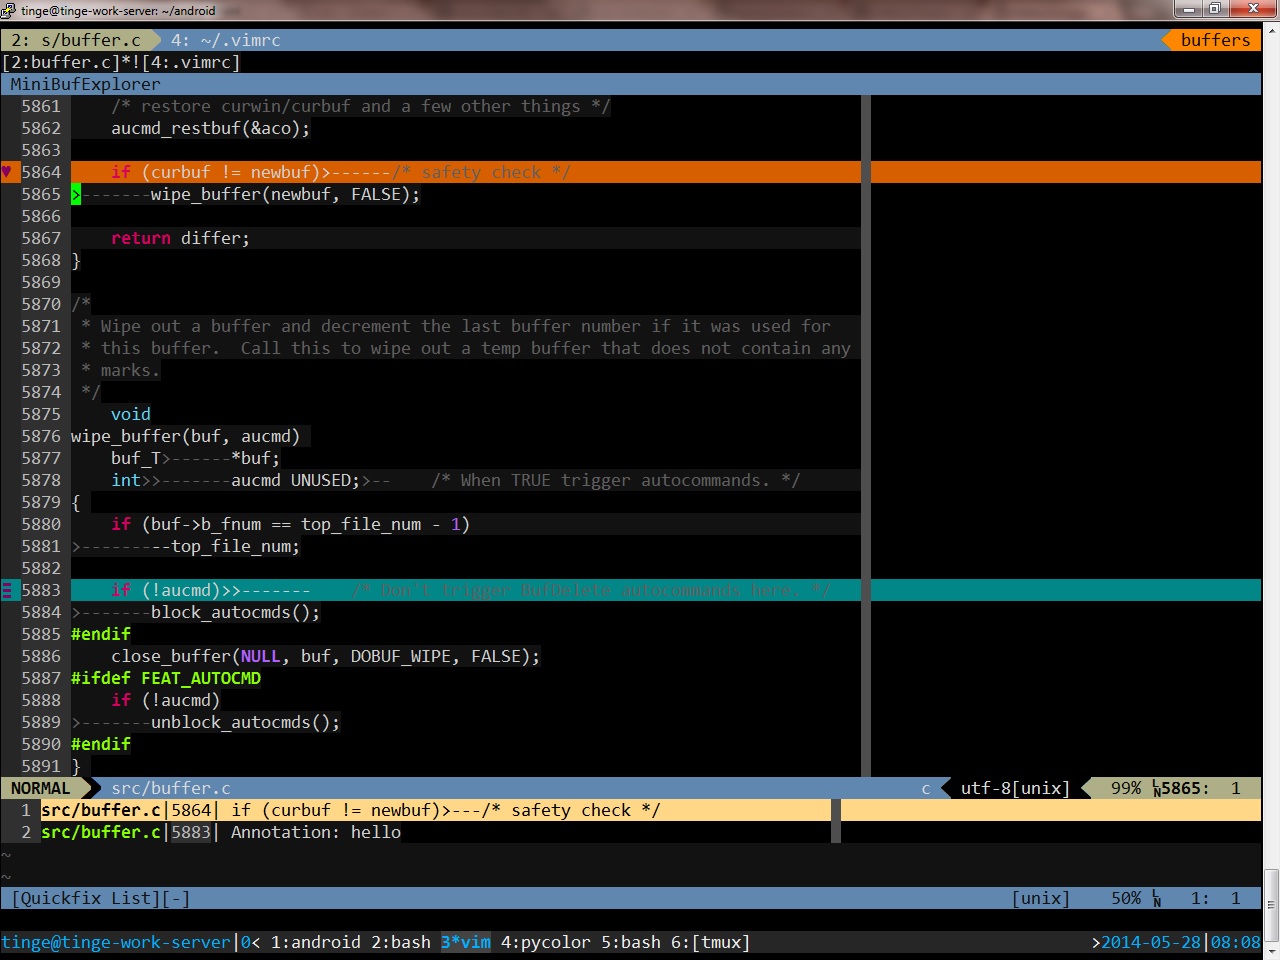 tinge@tinge-work-server: ~/android
2: s/buffer.c 4: ~/.vimrc buffers
[2:buffer.c]*![4:.vimrc]
MiniBufExplorer
5861     /* restore curwin/curbuf and a few other things */
5862     aucmd_restbuf(&aco);
5863
5864     if (curbuf != newbuf)>------/* safety check */
5865 >-------wipe_buffer(newbuf, FALSE);
5866
5867     return differ;
5868 }
5869
5870 /*
5871  * Wipe out a buffer and decrement the last buffer number if it was used for
5872  * this buffer.  Call this to wipe out a temp buffer that does not contain any
5873  * marks.
5874  */
5875     void
5876 wipe_buffer(buf, aucmd)
5877     buf_T>------*buf;
5878     int>>-------aucmd UNUSED;>--    /* When TRUE trigger autocommands. */
5879 {
5880     if (buf->b_fnum == top_file_num - 1)
5881 >---------top_file_num;
5882
5883     if (!aucmd)>>-------    /* Don't trigger BufDelete autocommands here. */
5884 >-------block_autocmds();
5885 #endif
5886     close_buffer(NULL, buf, DOBUF_WIPE, FALSE);
5887 #ifdef FEAT_AUTOCMD
5888     if (!aucmd)
5889 >-------unblock_autocmds();
5890 #endif
5891 }
NORMAL src/buffer.c c utf-8[unix] 99% LN 5865: 1
1 src/buffer.c|5864| if (curbuf != newbuf)>---/* safety check */
2 src/buffer.c|5883| Annotation: hello
~
~
[Quickfix List][-] [unix] 50% LN 1: 1
tinge@tinge-work-server|0< 1:android 2:bash 3*vim 4:pycolor 5:bash 6:[tmux] >2014-05-28|08:08